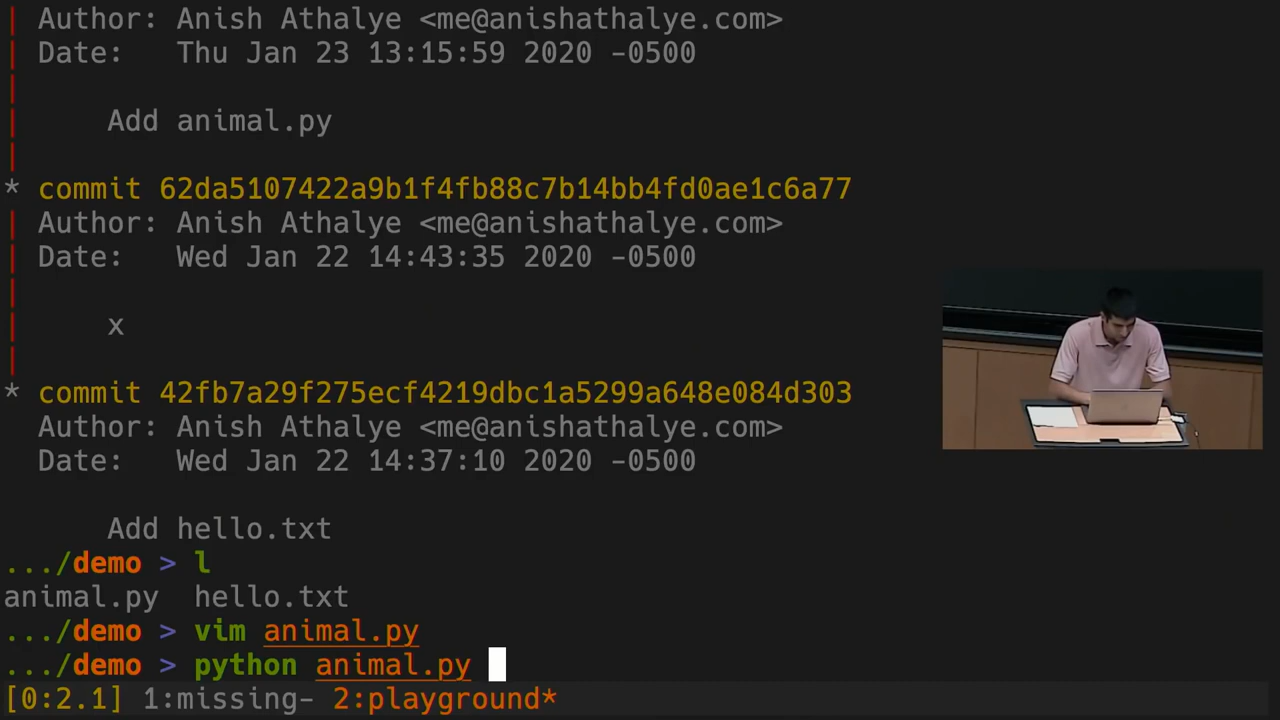 Author: Anish Athalye <me@anishathalye.com>
Date:   Thu Jan 23 13:15:59 2020 -0500
Add animal.py
* commit 62da5107422a9b1f4fb88c7b14bb4fd0ae1c6a77
Author: Anish Athalye <me@anishathalye.com>
Date:   Wed Jan 22 14:43:35 2020 -0500
x
* commit 42fb7a29f275ecf4219dbc1a5299a648e084d303
Author: Anish Athalye <me@anishathalye.com>
Date:   Wed Jan 22 14:37:10 2020 -0500
Add hello.txt
.../demo > l
animal.py  hello.txt
.../demo > vim animal.py
.../demo > python animal.py
[0:2.1] 1:missing- 2:playground*